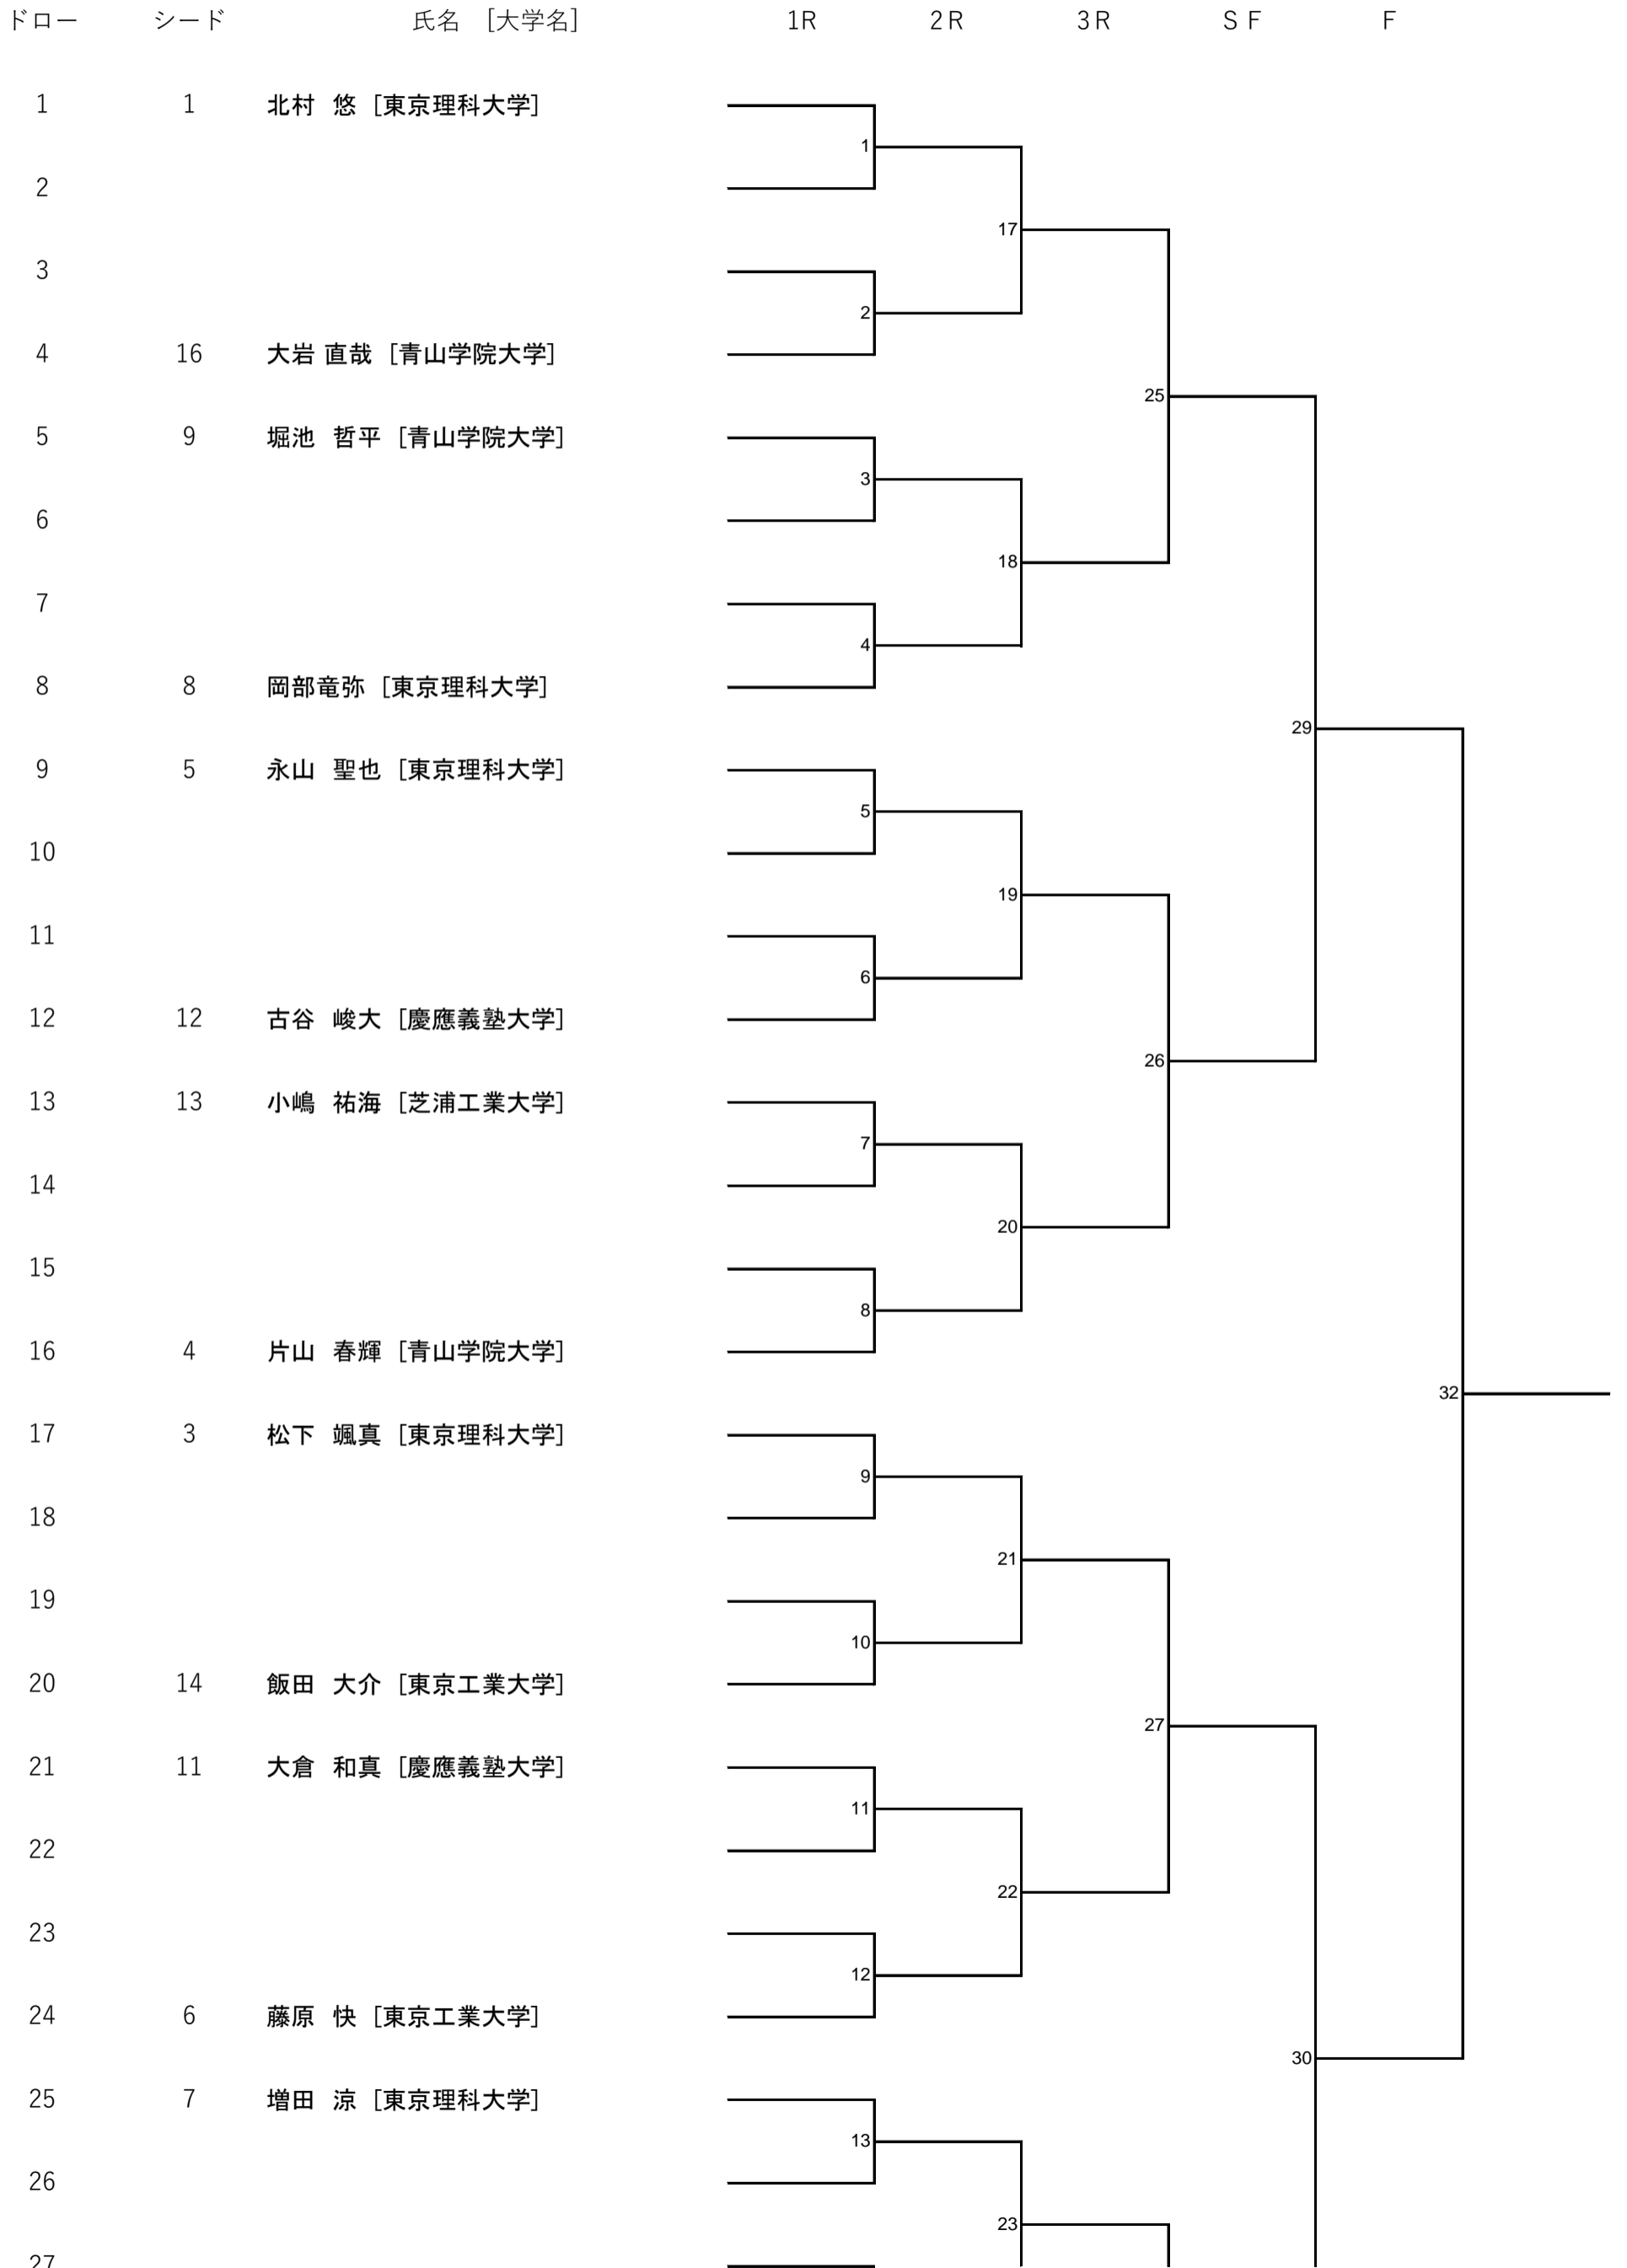 ドロー シード 氏名 [大学名] 1R 2R 3R SF F
1 1 北村 悠 [東京理科大学]
1
2
17
3
2
4 16 大岩 直哉 [青山学院大学]
25
5 9 堀池 哲平 [青山学院大学]
3
6
18
7
4
8 8 岡部竜弥 [東京理科大学]
29
9 5 永山 聖也 [東京理科大学]
5
10
19
11
6
12 12 古谷 峻大 [慶應義塾大学]
26
13 13 小嶋 祐海 [芝浦工業大学]
7
14
20
15
8
16 4 片山 春輝 [青山学院大学]
32
17 3 松下 颯真 [東京理科大学]
9
18
21
19
10
20 14 飯田 大介 [東京工業大学]
27
21 11 大倉 和真 [慶應義塾大学]
11
22
22
23
12
24 6 藤原 快 [東京工業大学]
30
25 7 増田 涼 [東京理科大学]
13
26
23
27